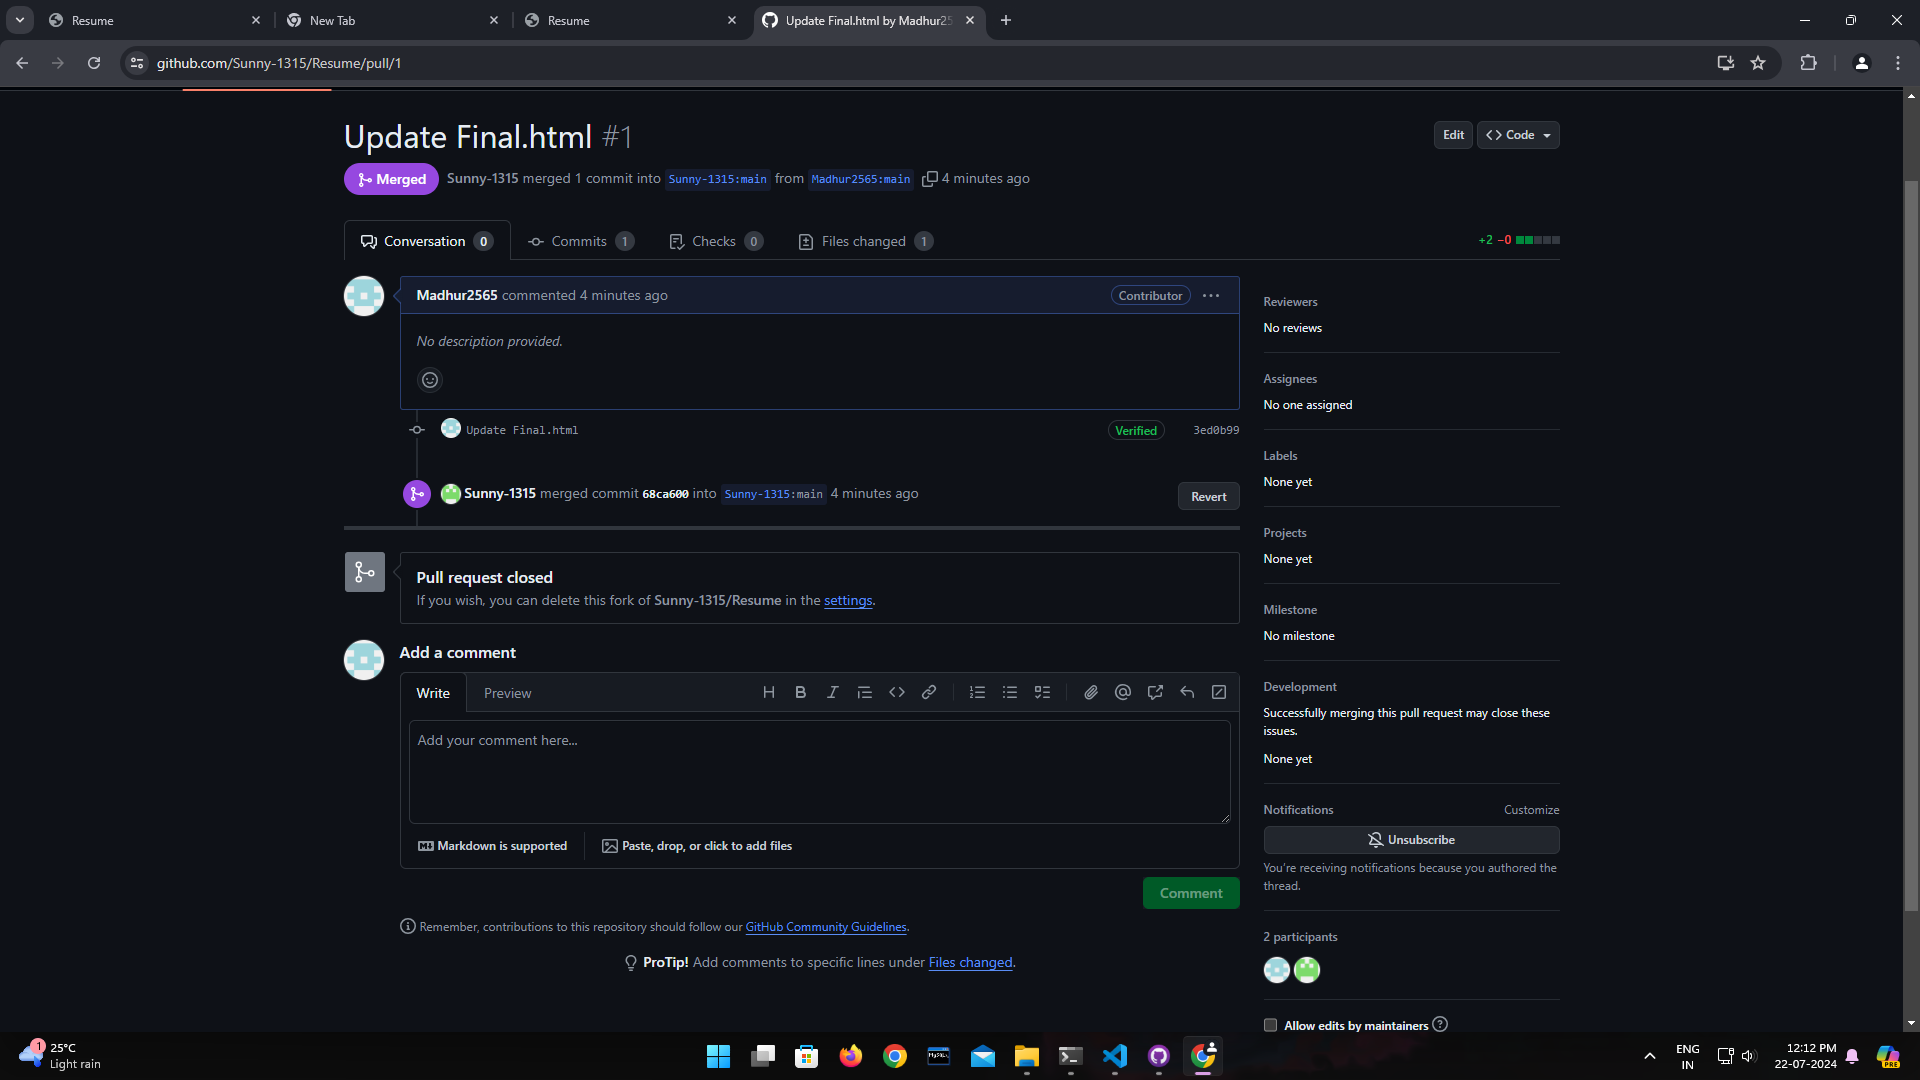 Resume
New Tab
Resume
Update Final.html by Madhur25
github.com/Sunny-1315/Resume/pull/1
Update Final.html #1
Edit
Code
Merged
Sunny-1315 merged 1 commit into Sunny-1315:main from Madhur2565:main 4 minutes ago
Conversation 0
Commits 1
Checks 0
Files changed 1
+2 −0
Madhur2565 commented 4 minutes ago
Contributor
No description provided.
Update Final.html
Verified
3ed0b99
Sunny-1315 merged commit 68ca600 into Sunny-1315:main 4 minutes ago
Revert
Pull request closed
If you wish, you can delete this fork of Sunny-1315/Resume in the settings.
Add a comment
Write
Preview
H B I
Add your comment here...
Markdown is supported
Paste, drop, or click to add files
Comment
Remember, contributions to this repository should follow our GitHub Community Guidelines.
ProTip! Add comments to specific lines under Files changed.
Reviewers
No reviews
Assignees
No one assigned
Labels
None yet
Projects
None yet
Milestone
No milestone
Development
Successfully merging this pull request may close these
issues.
None yet
Notifications
Customize
Unsubscribe
You're receiving notifications because you authored the
thread.
2 participants
Allow edits by maintainers
1
25°C
Light rain
MySQL
ENG
IN
12:12 PM
22-07-2024
PRE